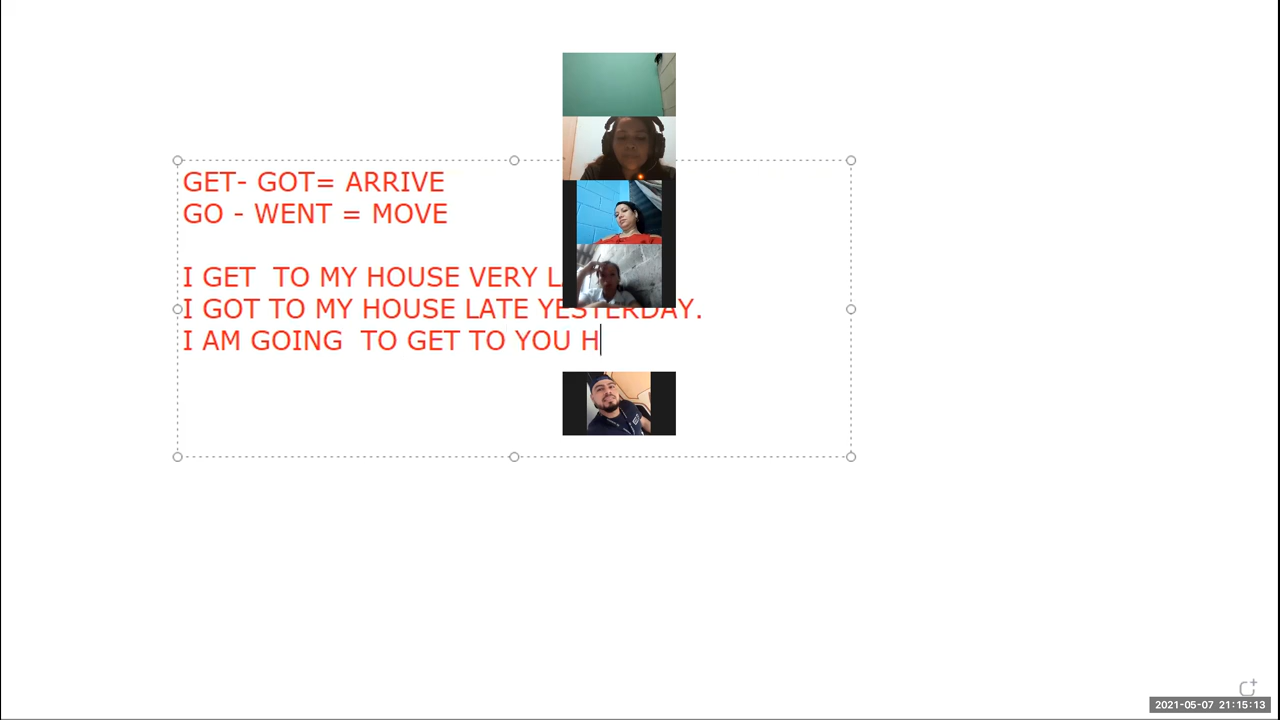 GET- GOT= ARRIVE
GO - WENT = MOVE
I GET TO MY HOUSE VERY
I GOT TO MY HOUSE LATE YESTERDAY.
I AM GOING TO GET TO YOU H
2021-05-07 21:15:13